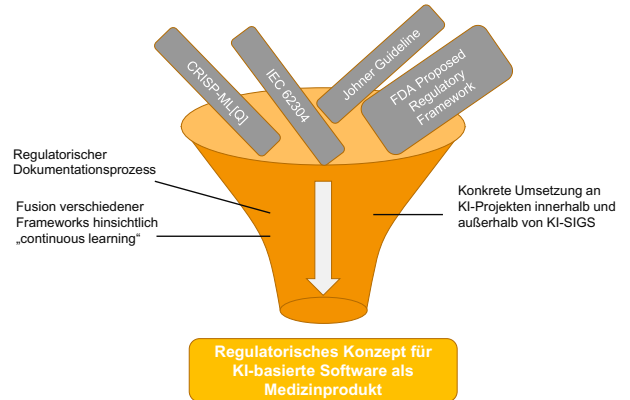 CRISP-ML[Q]
IEC 62304
Johner Guideline
FDA Proposed
Regulatory
Framework
Regulatorischer
Dokumentationsprozess
Fusion verschiedener
Frameworks hinsichtlich
„continuous learning“
Konkrete Umsetzung an
KI-Projekten innerhalb und
außerhalb von KI-SIGS
Regulatorisches Konzept für
KI-basierte Software als
Medizinprodukt